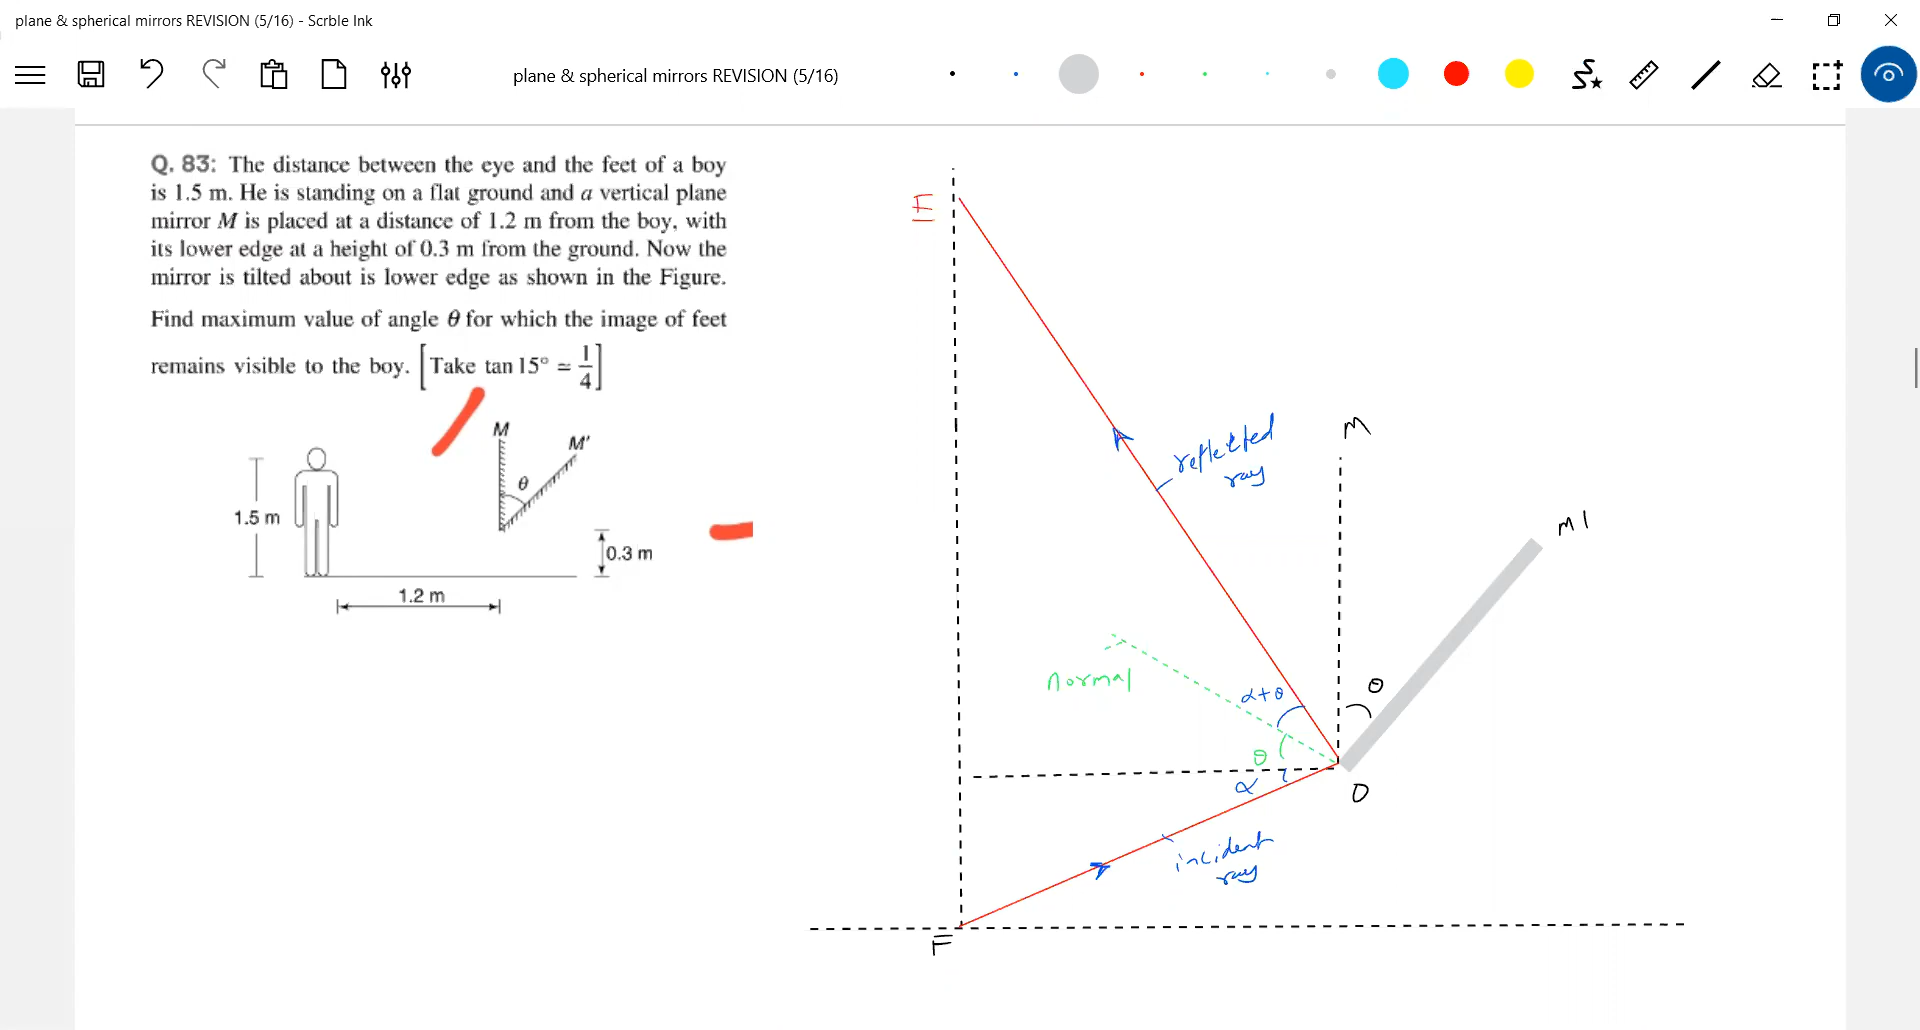 plane & spherical mirrors REVISION (5/16) - Scrble Ink
plane & spherical mirrors REVISION (5/16)
Q. 83: The distance between the eye and the feet of a boy
is 1.5 m. He is standing on a flat ground and a vertical plane
mirror M is placed at a distance of 1.2 m from the boy, with
its lower edge at a height of 0.3 m from the ground. Now the
mirror is tilted about is lower edge as shown in the Figure.
Find maximum value of angle θ for which the image of feet
remains visible to the boy. [Take tan 15° = 1/4]
M
M'
θ
1.5 m
0.3 m
1.2 m
E
reflected
ray
M
M1
normal
α+θ
θ
θ
α
O
incident
ray
F